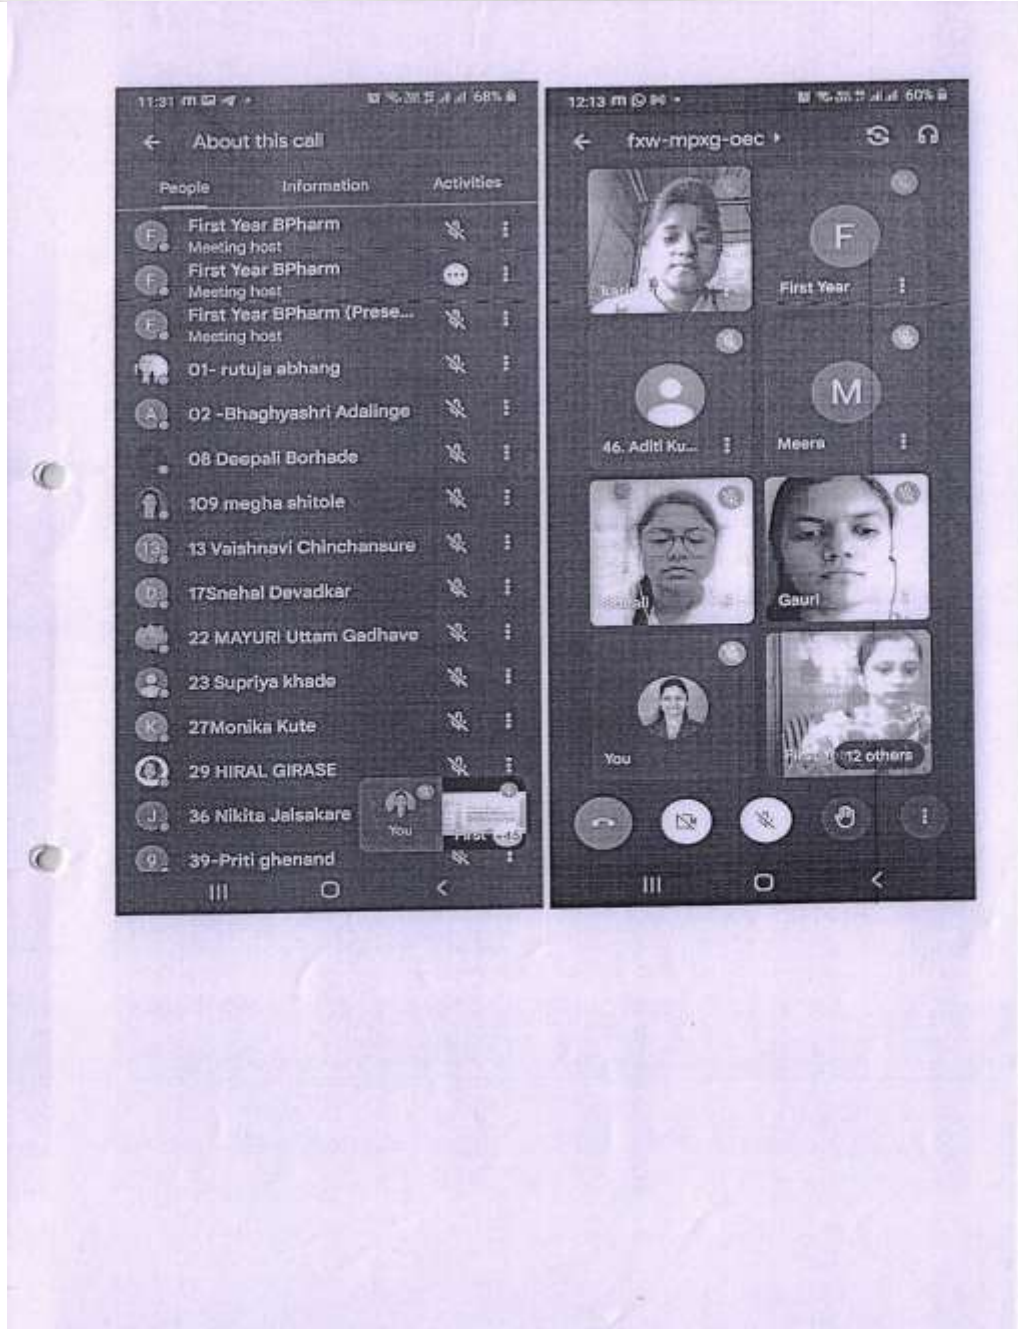 11:31 m 68%
About this call
People Information Activities
F First Year BPharm
Meeting host
F First Year BPharm
Meeting host
F First Year BPharm (Prese...
Meeting host
01- rutuja abhang
A 02 -Bhaghyashri Adalinge
08 Deepali Borhade
109 megha shitole
13 13 Vaishnavi Chinchansure
D 17Snehal Devadkar
22 MAYURI Uttam Gadhave
23 Supriya khade
K 27Monika Kute
29 HIRAL GIRASE
J 36 Nikita Jalsakare
You
First +46
g 39-Priti ghenand
12:13 m 60%
fxw-mpxg-oec
F
First Year
M
46. Aditi Ku...
Meera
Gauri
You
12 others